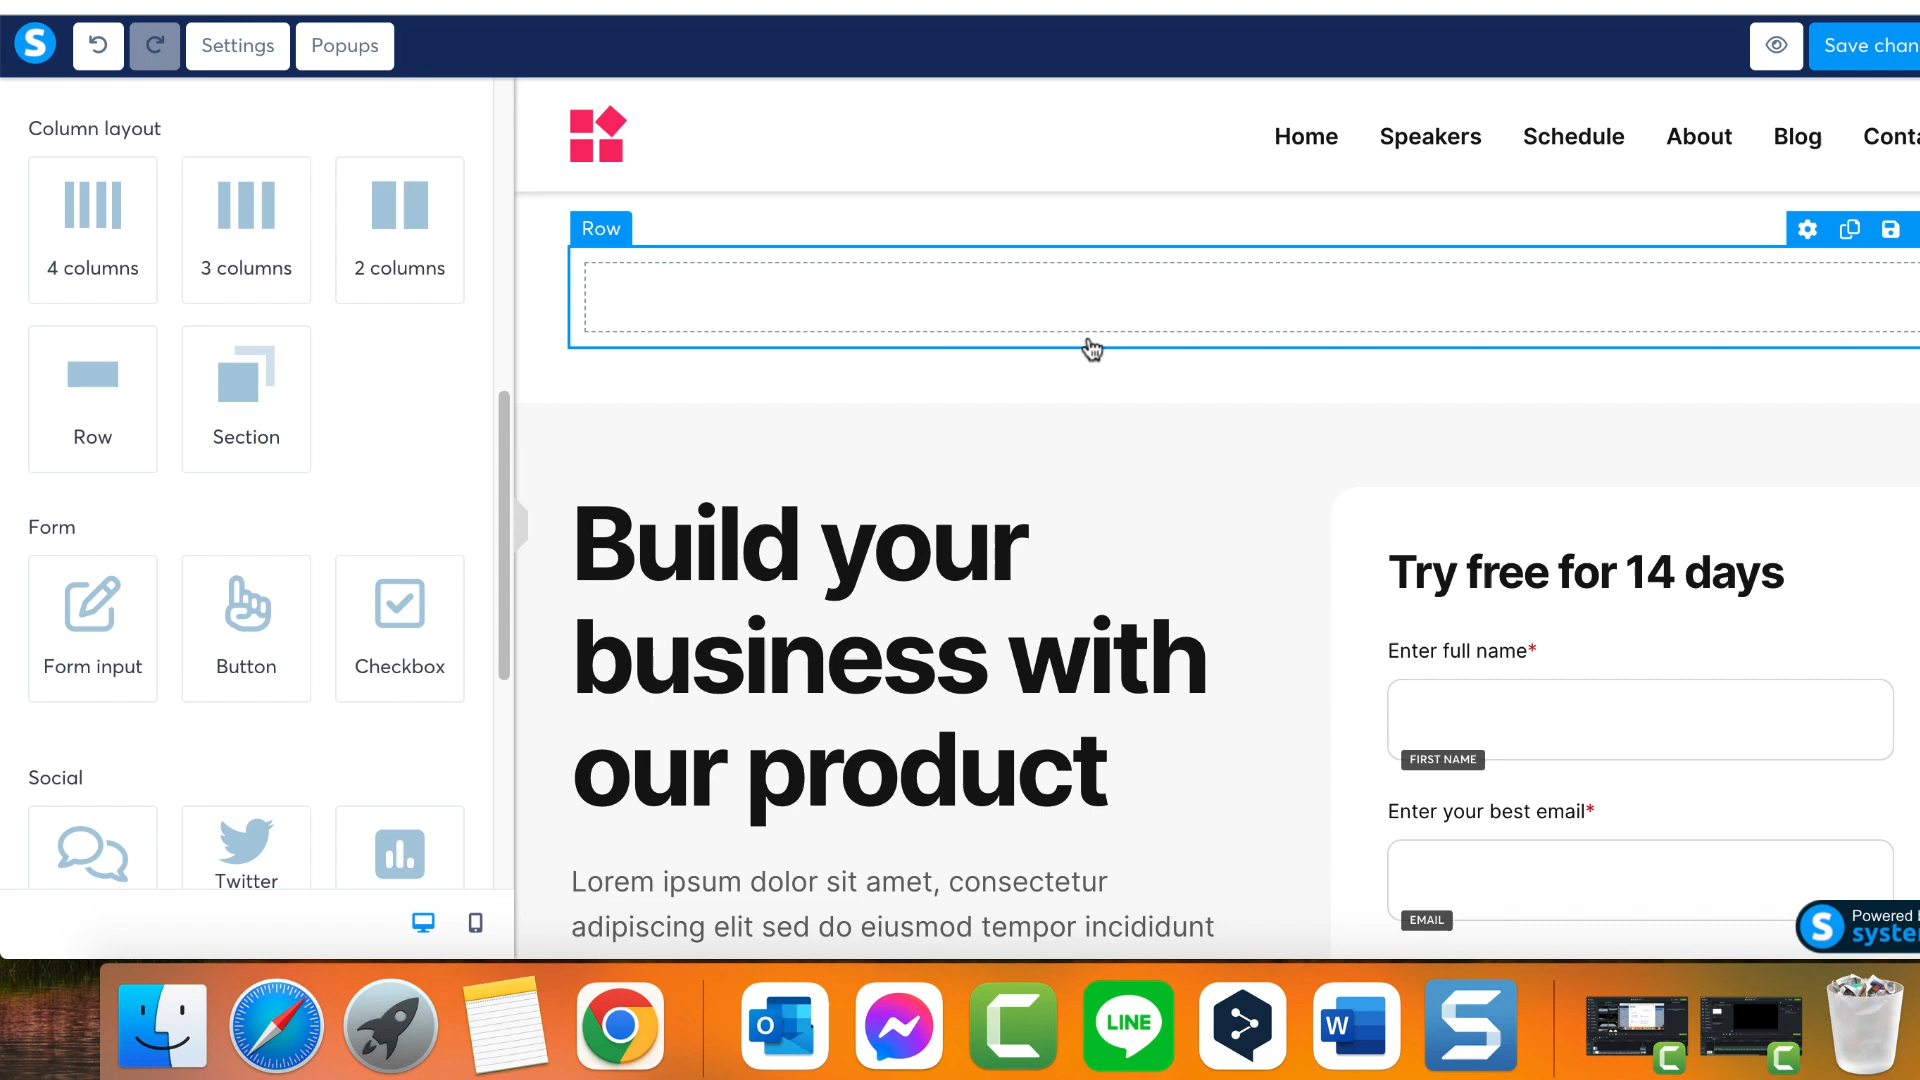 S
Settings
Popups
Save chan
Column layout
4 columns
3 columns
2 columns
Row
Section
Form
Form input
Button
Checkbox
Social
Twitter
Home
Speakers
Schedule
About
Blog
Conta
Row
Build your
business with
our product
Lorem ipsum dolor sit amet, consectetur
adipiscing elit sed do eiusmod tempor incididunt
Try free for 14 days
Enter full name*
FIRST NAME
Enter your best email*
EMAIL
S
Powered b
syste
O
C
LINE
W
S
C
C